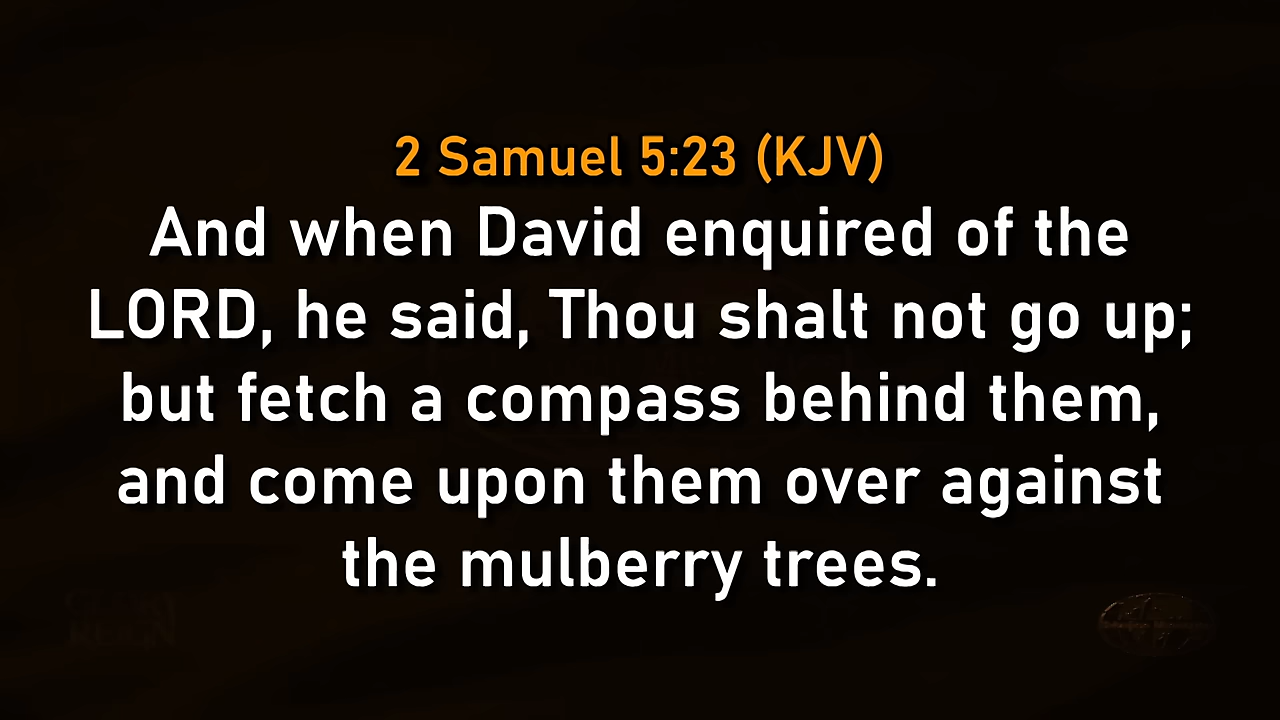 2 Samuel 5:23 (KJV)
And when David enquired of the
LORD, he said, Thou shalt not go up;
but fetch a compass behind them,
and come upon them over against
the mulberry trees.